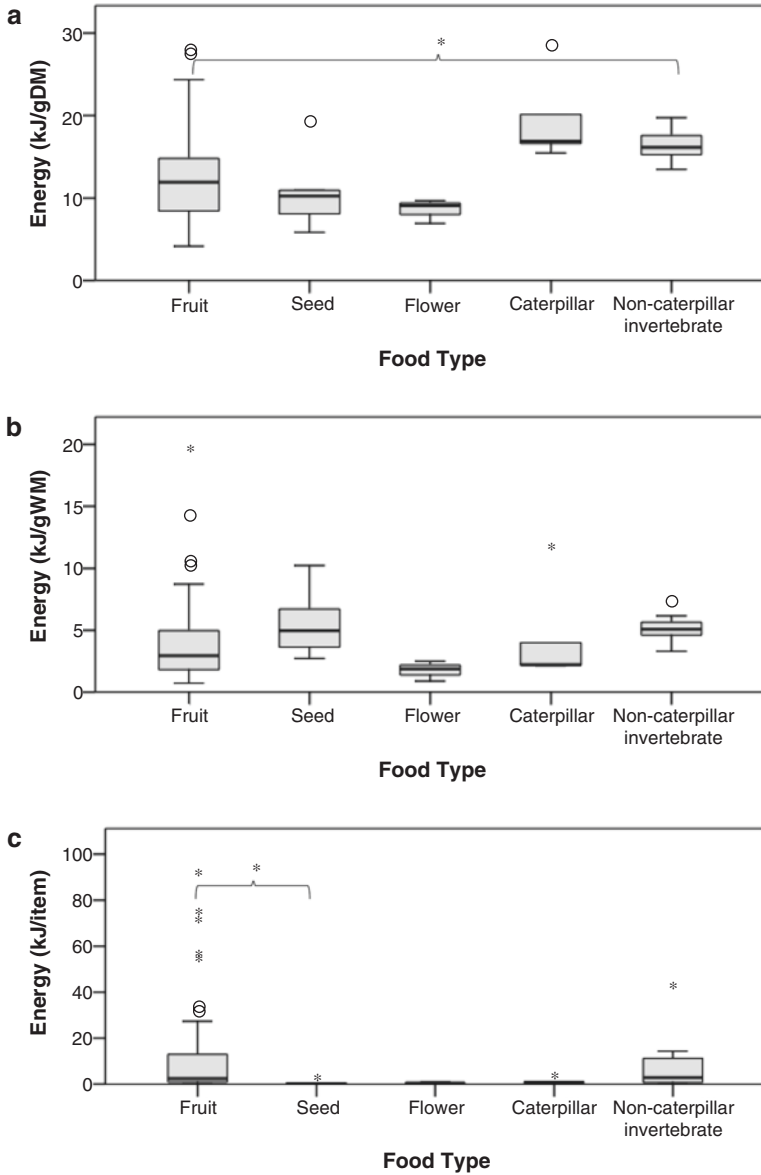 a
Energy (kJ/gDM)
30
20
10
0
*
Fruit Seed Flower Caterpillar Non-caterpillar
invertebrate
Food Type
b
Energy (kJ/gWM)
20
15
10
5
0
*
*
Fruit Seed Flower Caterpillar Non-caterpillar
invertebrate
Food Type
c
Energy (kJ/item)
100
80
60
40
20
0
*
Fruit Seed Flower Caterpillar Non-caterpillar
invertebrate
Food Type